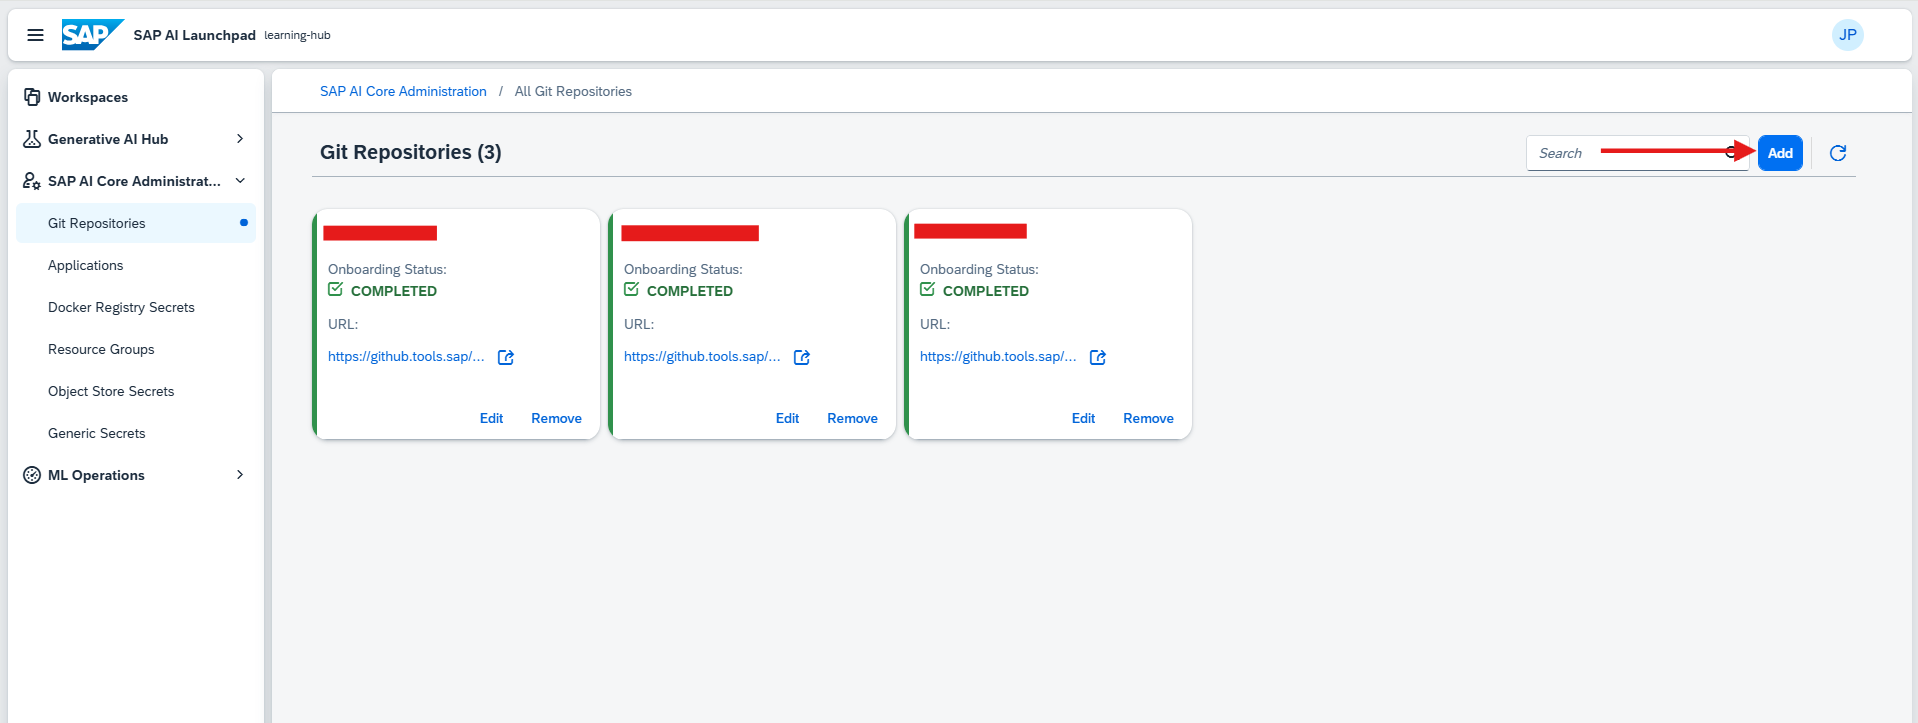 SAP SAP AI Launchpad learning-hub JP
Workspaces
Generative AI Hub
SAP AI Core Administrat...
Git Repositories
Applications
Docker Registry Secrets
Resource Groups
Object Store Secrets
Generic Secrets
ML Operations
SAP AI Core Administration / All Git Repositories
Git Repositories (3)
Search
Add
Onboarding Status:
COMPLETED
URL:
https://github.tools.sap/...
Edit Remove
Onboarding Status:
COMPLETED
URL:
https://github.tools.sap/...
Edit Remove
Onboarding Status:
COMPLETED
URL:
https://github.tools.sap/...
Edit Remove